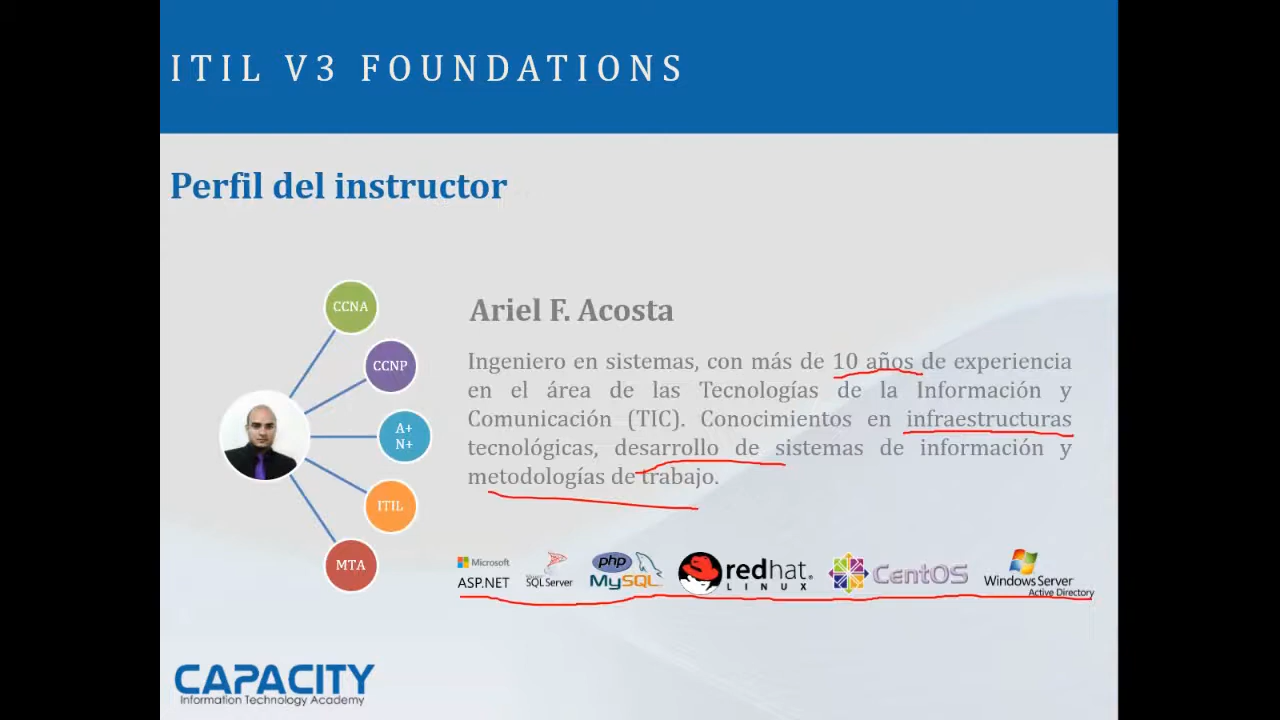 ITIL V3 FOUNDATIONS
Perfil del instructor
CCNA
CCNP
A+
N+
ITIL
MTA
Ariel F. Acosta
Ingeniero en sistemas, con más de 10 años de experiencia
en el área de las Tecnologías de la Información y
Comunicación (TIC). Conocimientos en infraestructuras
tecnológicas, desarrollo de sistemas de información y
metodologías de trabajo.
Microsoft
ASP.NET
Microsoft
SQL Server
php
MySQL
redhat.
LINUX
CentOS
Windows Server
Active Directory
CAPACITY
Information Technology Academy